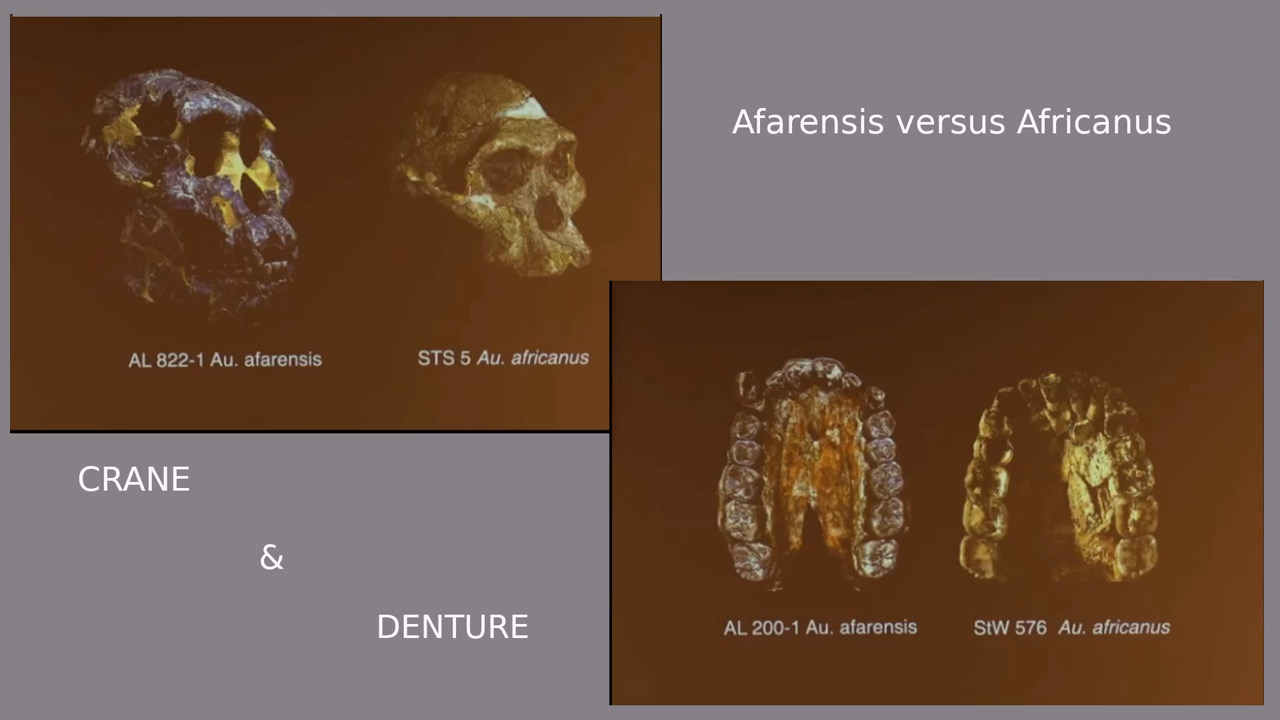 Afarensis versus Africanus
AL 822-1 Au. afarensis
STS 5 Au. africanus
CRANE
&
DENTURE
AL 200-1 Au. afarensis
StW 576 Au. africanus